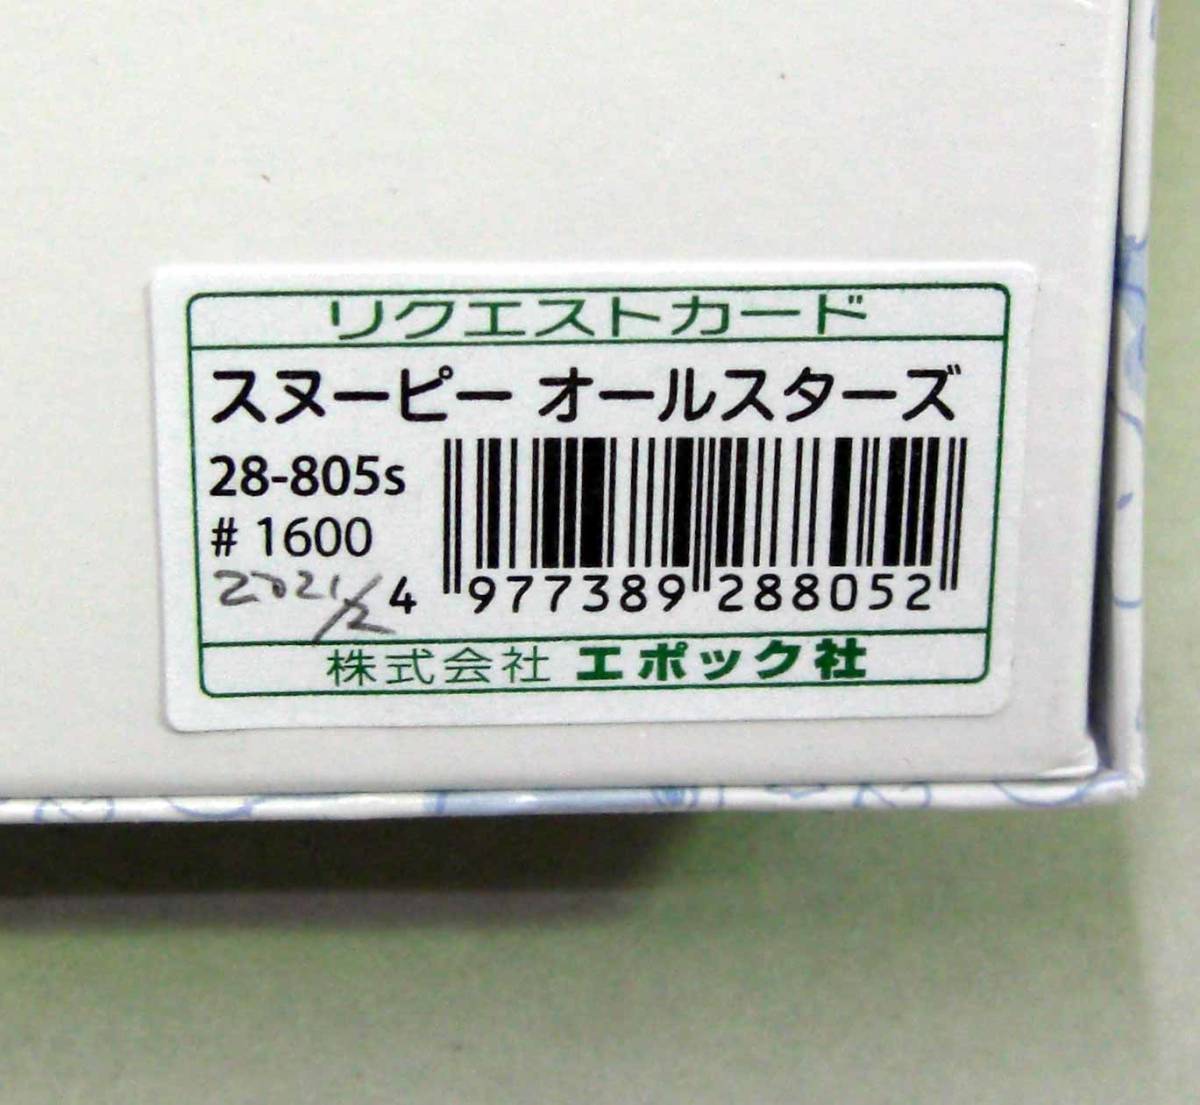 リクエストカード
スヌーピー オールスターズ
28-805s
# 1600
2021/2
4 977389 288052
株式会社 エポック社